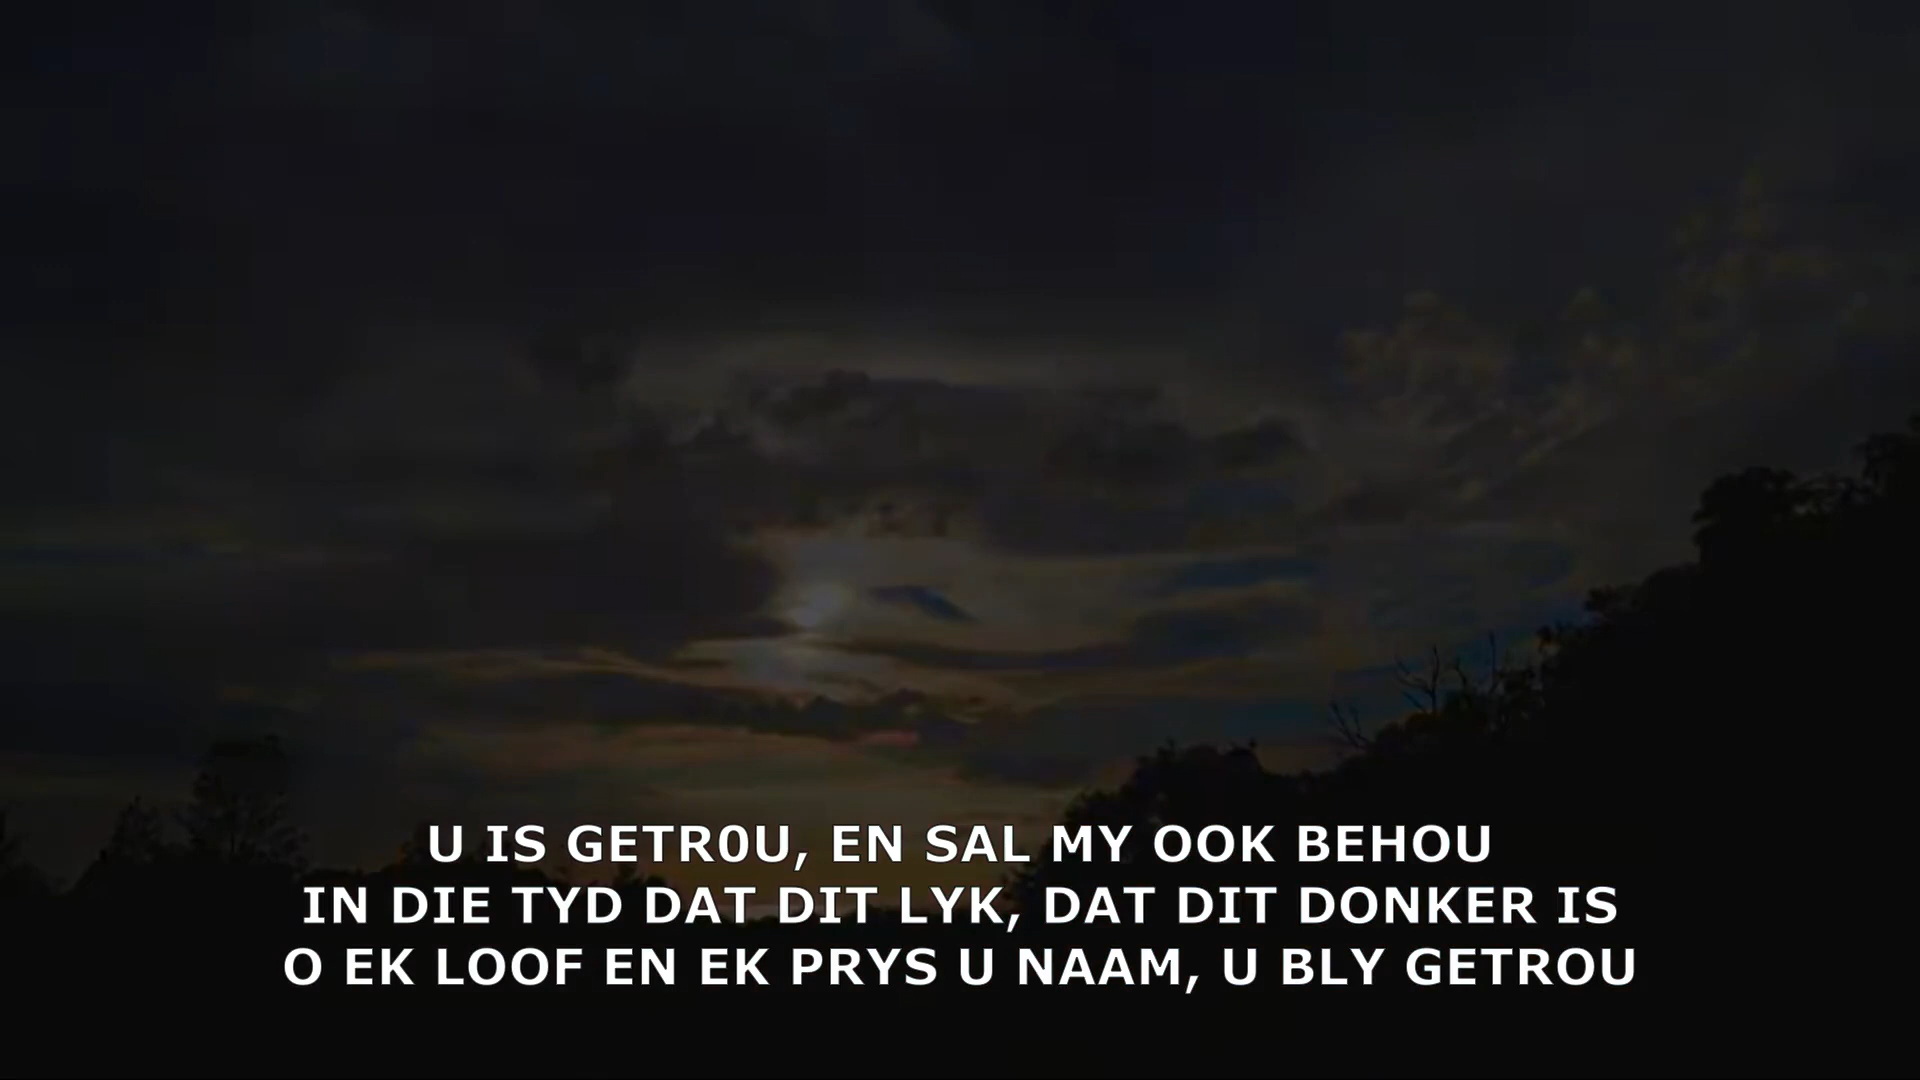 U IS GETR0U, EN SAL MY OOK BEHOU
IN DIE TYD DAT DIT LYK, DAT DIT DONKER IS
O EK LOOF EN EK PRYS U NAAM, U BLY GETROU